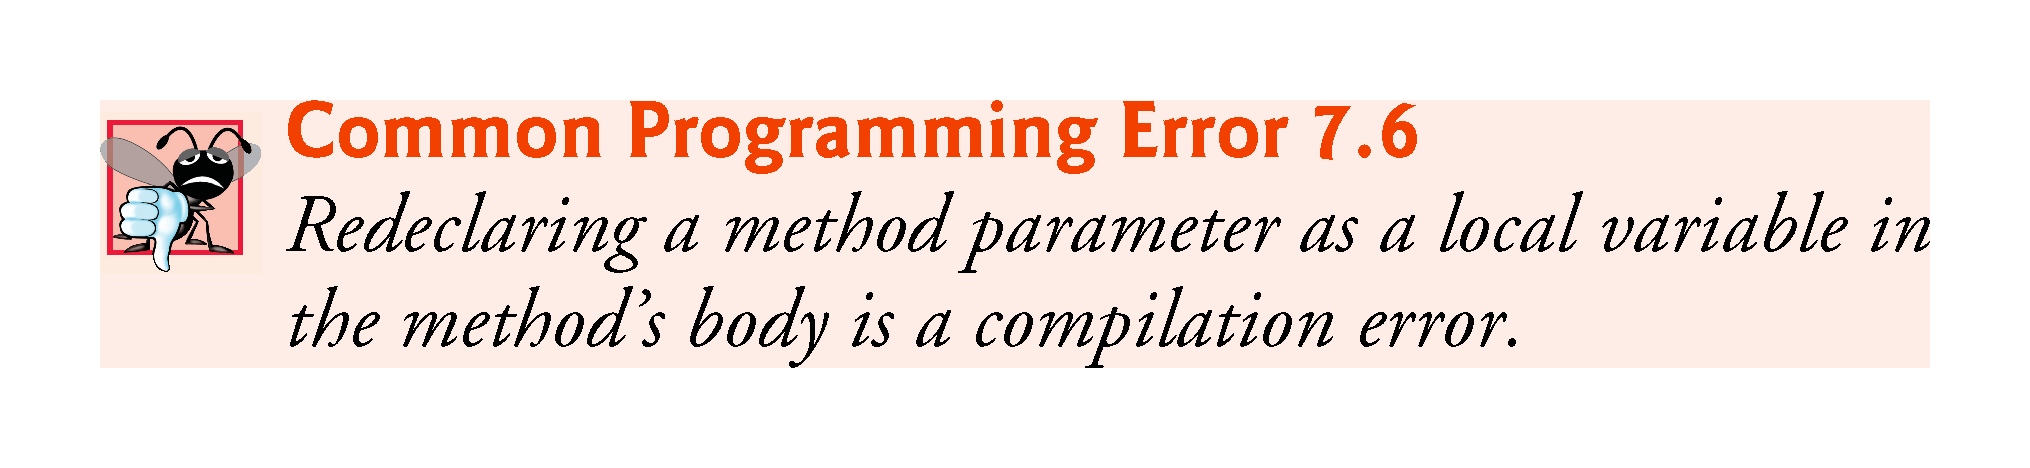 Common Programming Error 7.6
Redeclaring a method parameter as a local variable in
the method’s body is a compilation error.